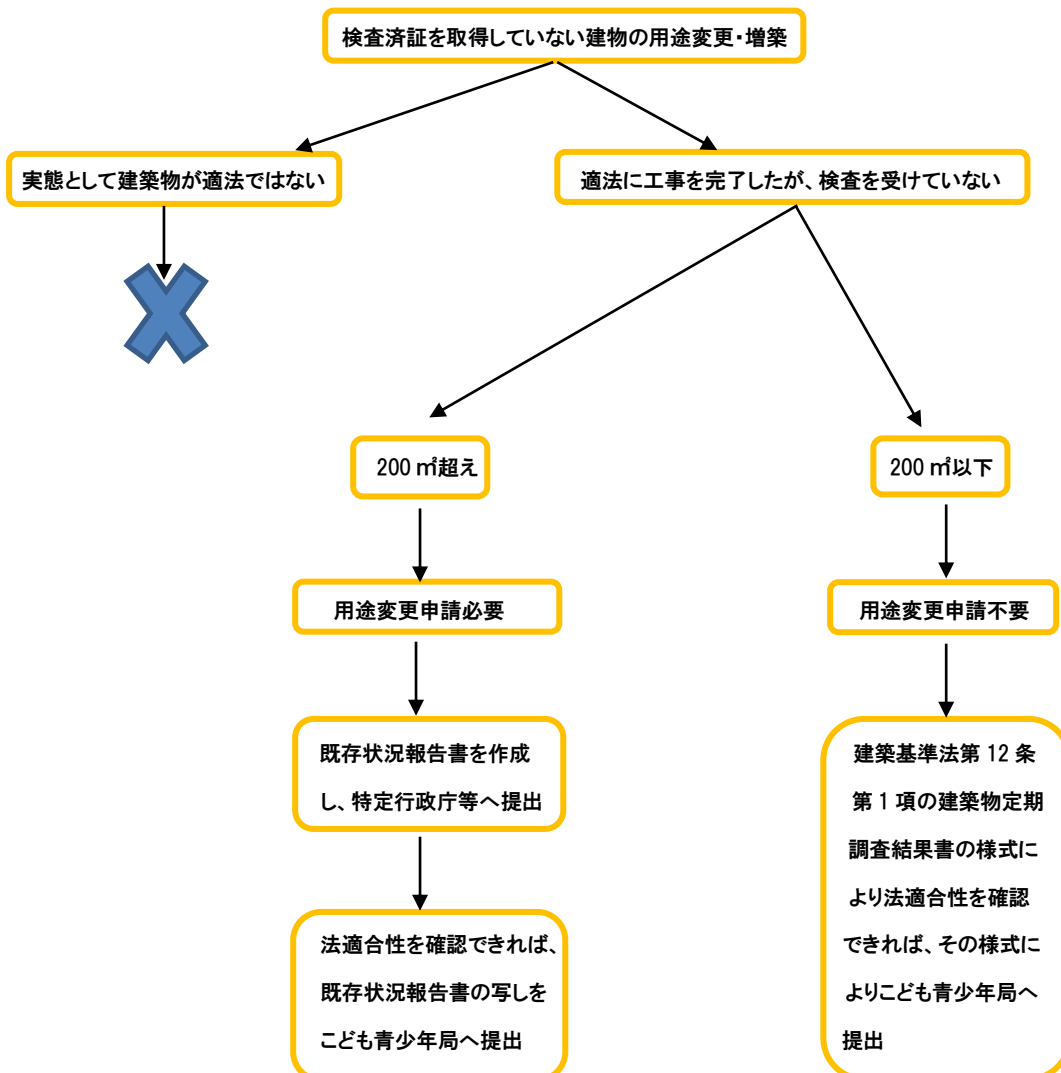 検査済証を取得していない建物の用途変更・増築
実態として建築物が適法ではない
適法に工事を完了したが、検査を受けていない
200 ㎡超え
200 ㎡以下
用途変更申請必要
用途変更申請不要
既存状況報告書を作成
し、特定行政庁等へ提出
建築基準法第 12 条
第 1 項の建築物定期
調査結果書の様式に
より法適合性を確認
できれば、その様式に
よりこども青少年局へ
提出
法適合性を確認できれば、
既存状況報告書の写しを
こども青少年局へ提出